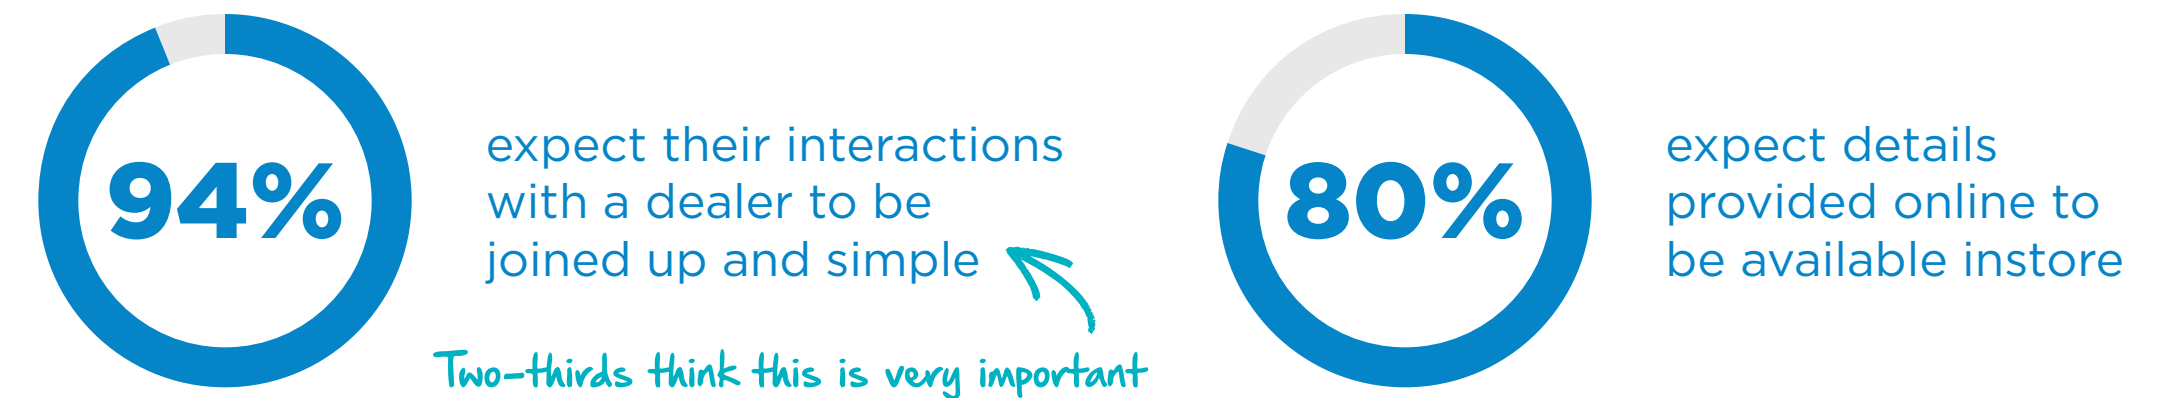 94%
expect their interactions
with a dealer to be
joined up and simple
Two-thirds think this is very important
80%
expect details
provided online to
be available instore